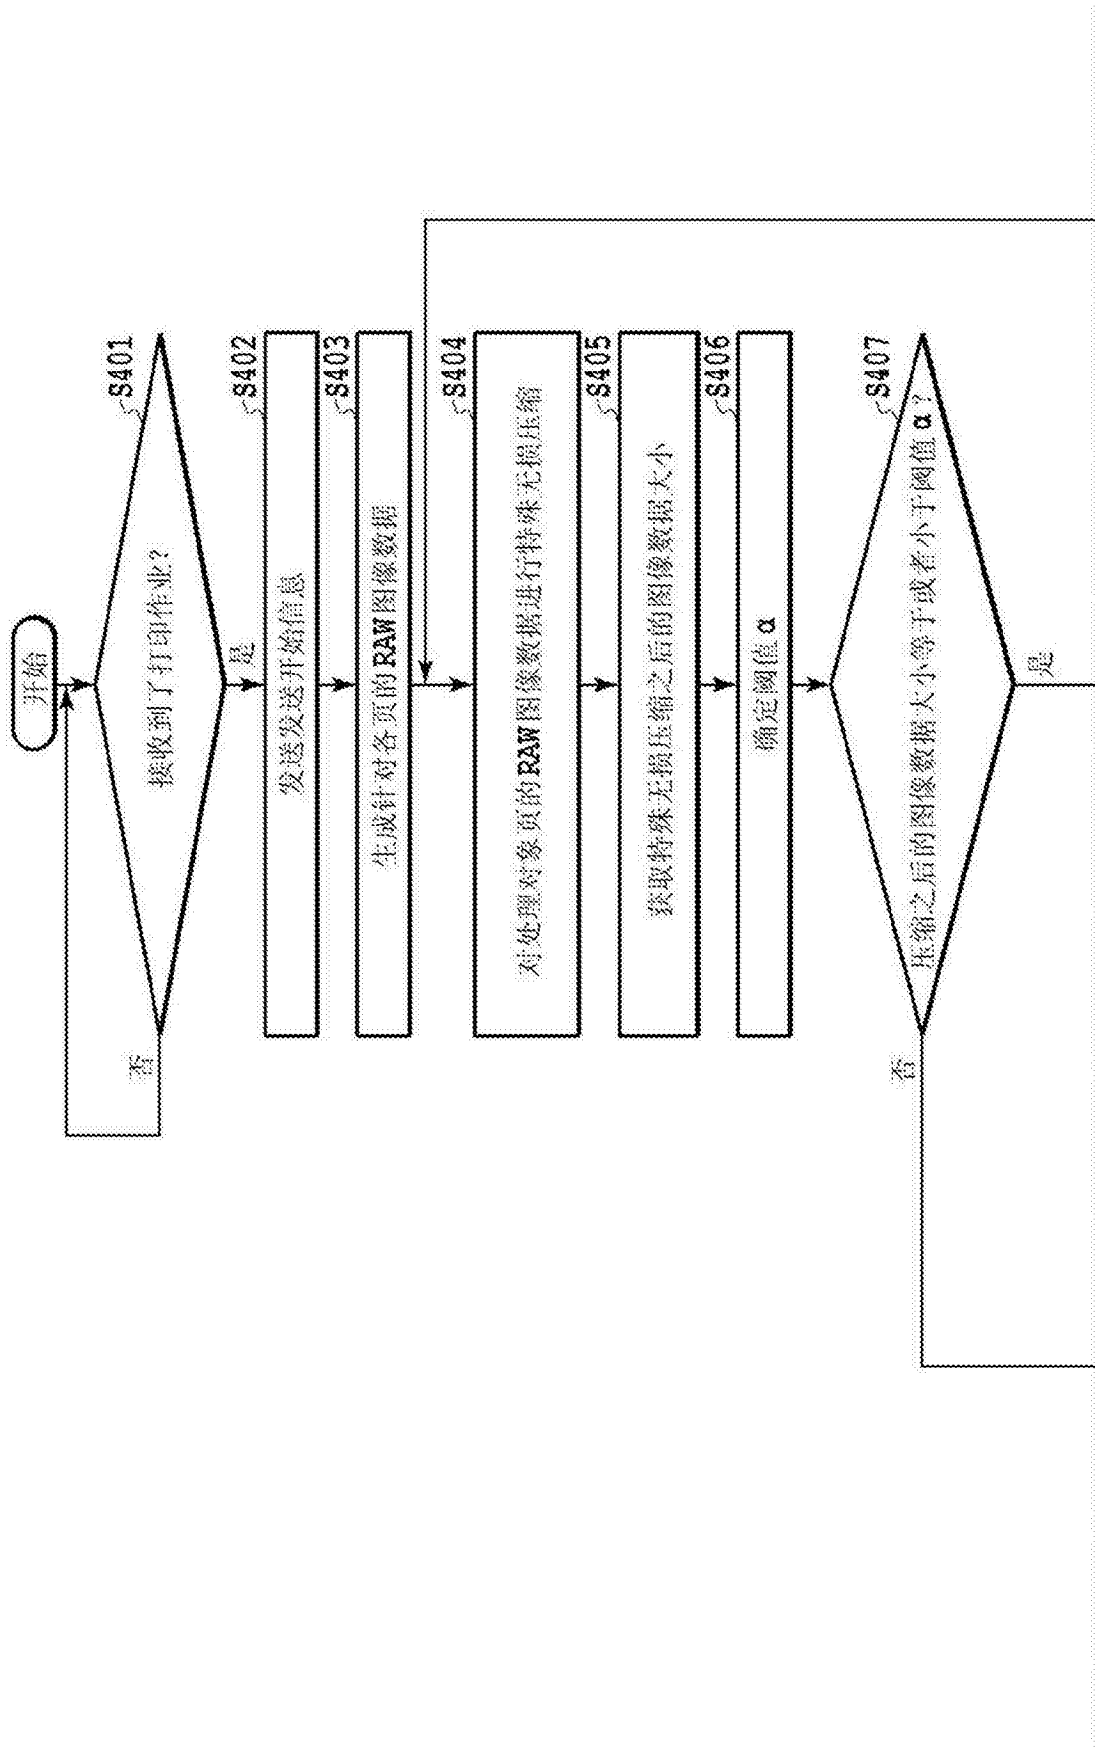 开始
S401
接收到了打印作业?
否
是
S402
发送发送开始信息
S403
生成针对各页的RAW图像数据
S404
对处理对象页的RAW图像数据进行特殊无损压缩
S405
获取特殊无损压缩之后的图像数据大小
S406
确定阈值α
S407
压缩之后的图像数据大小等于或者小于阈值α?
否
是